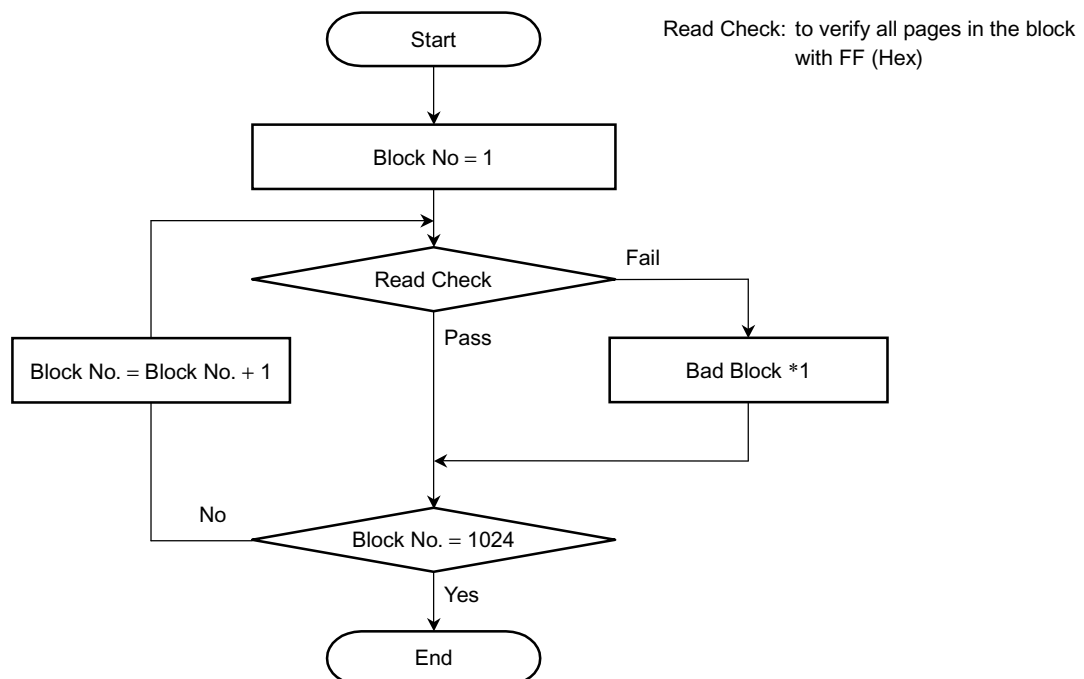 Start
Read Check: to verify all pages in the block
with FF (Hex)
Block No = 1
Read Check
Fail
Pass
Block No. = Block No. + 1
Bad Block *1
No
Block No. = 1024
Yes
End